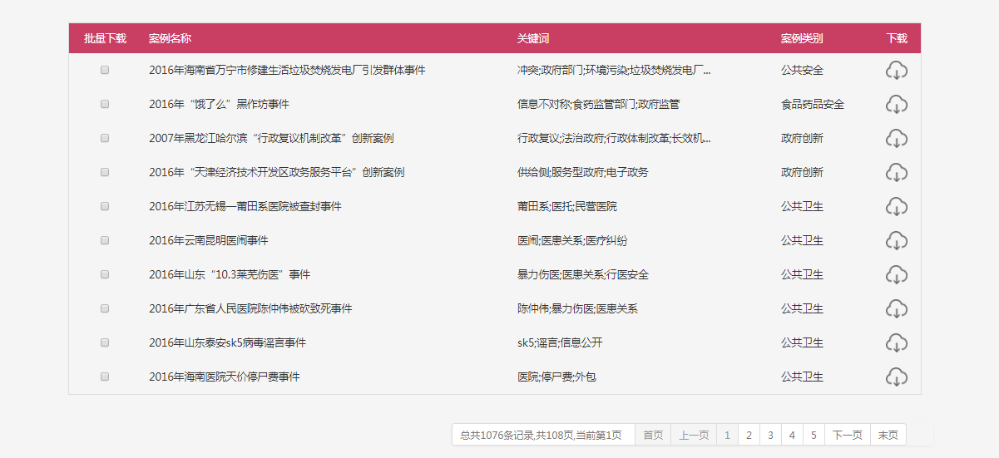 批量下载 案例名称 关键词 案例类别 下载
2016年海南省万宁市修建生活垃圾焚烧发电厂引发群体事件 冲突;政府部门;环境污染;垃圾焚烧发电厂... 公共安全
2016年“饿了么”黑作坊事件 信息不对称;食药监管部门;政府监管 食品药品安全
2007年黑龙江哈尔滨“行政复议机制改革”创新案例 行政复议;法治政府;行政体制改革;长效机... 政府创新
2016年“天津经济技术开发区政务服务平台”创新案例 供给侧;服务型政府;电子政务 政府创新
2016年江苏无锡一莆田系医院被查封事件 莆田系;医托;民营医院 公共卫生
2016年云南昆明医闹事件 医闹;医患关系;医疗纠纷 公共卫生
2016年山东“10.3莱芜伤医”事件 暴力伤医;医患关系;行医安全 公共卫生
2016年广东省人民医院陈仲伟被砍致死事件 陈仲伟;暴力伤医;医患关系 公共卫生
2016年山东泰安sk5病毒谣言事件 sk5;谣言;信息公开 公共卫生
2016年海南医院天价停尸费事件 医院;停尸费;外包 公共卫生
总共1076条记录,共108页,当前第1页 首页 上一页 1 2 3 4 5 下一页 末页